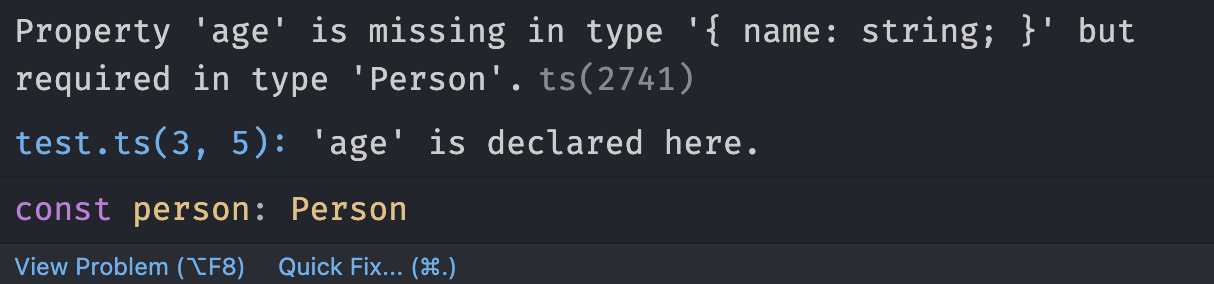 Property 'age' is missing in type '{ name: string; }' but
required in type 'Person'. ts(2741)
test.ts(3, 5): 'age' is declared here.
const person: Person
View Problem (⌥F8) Quick Fix... (⌘.)